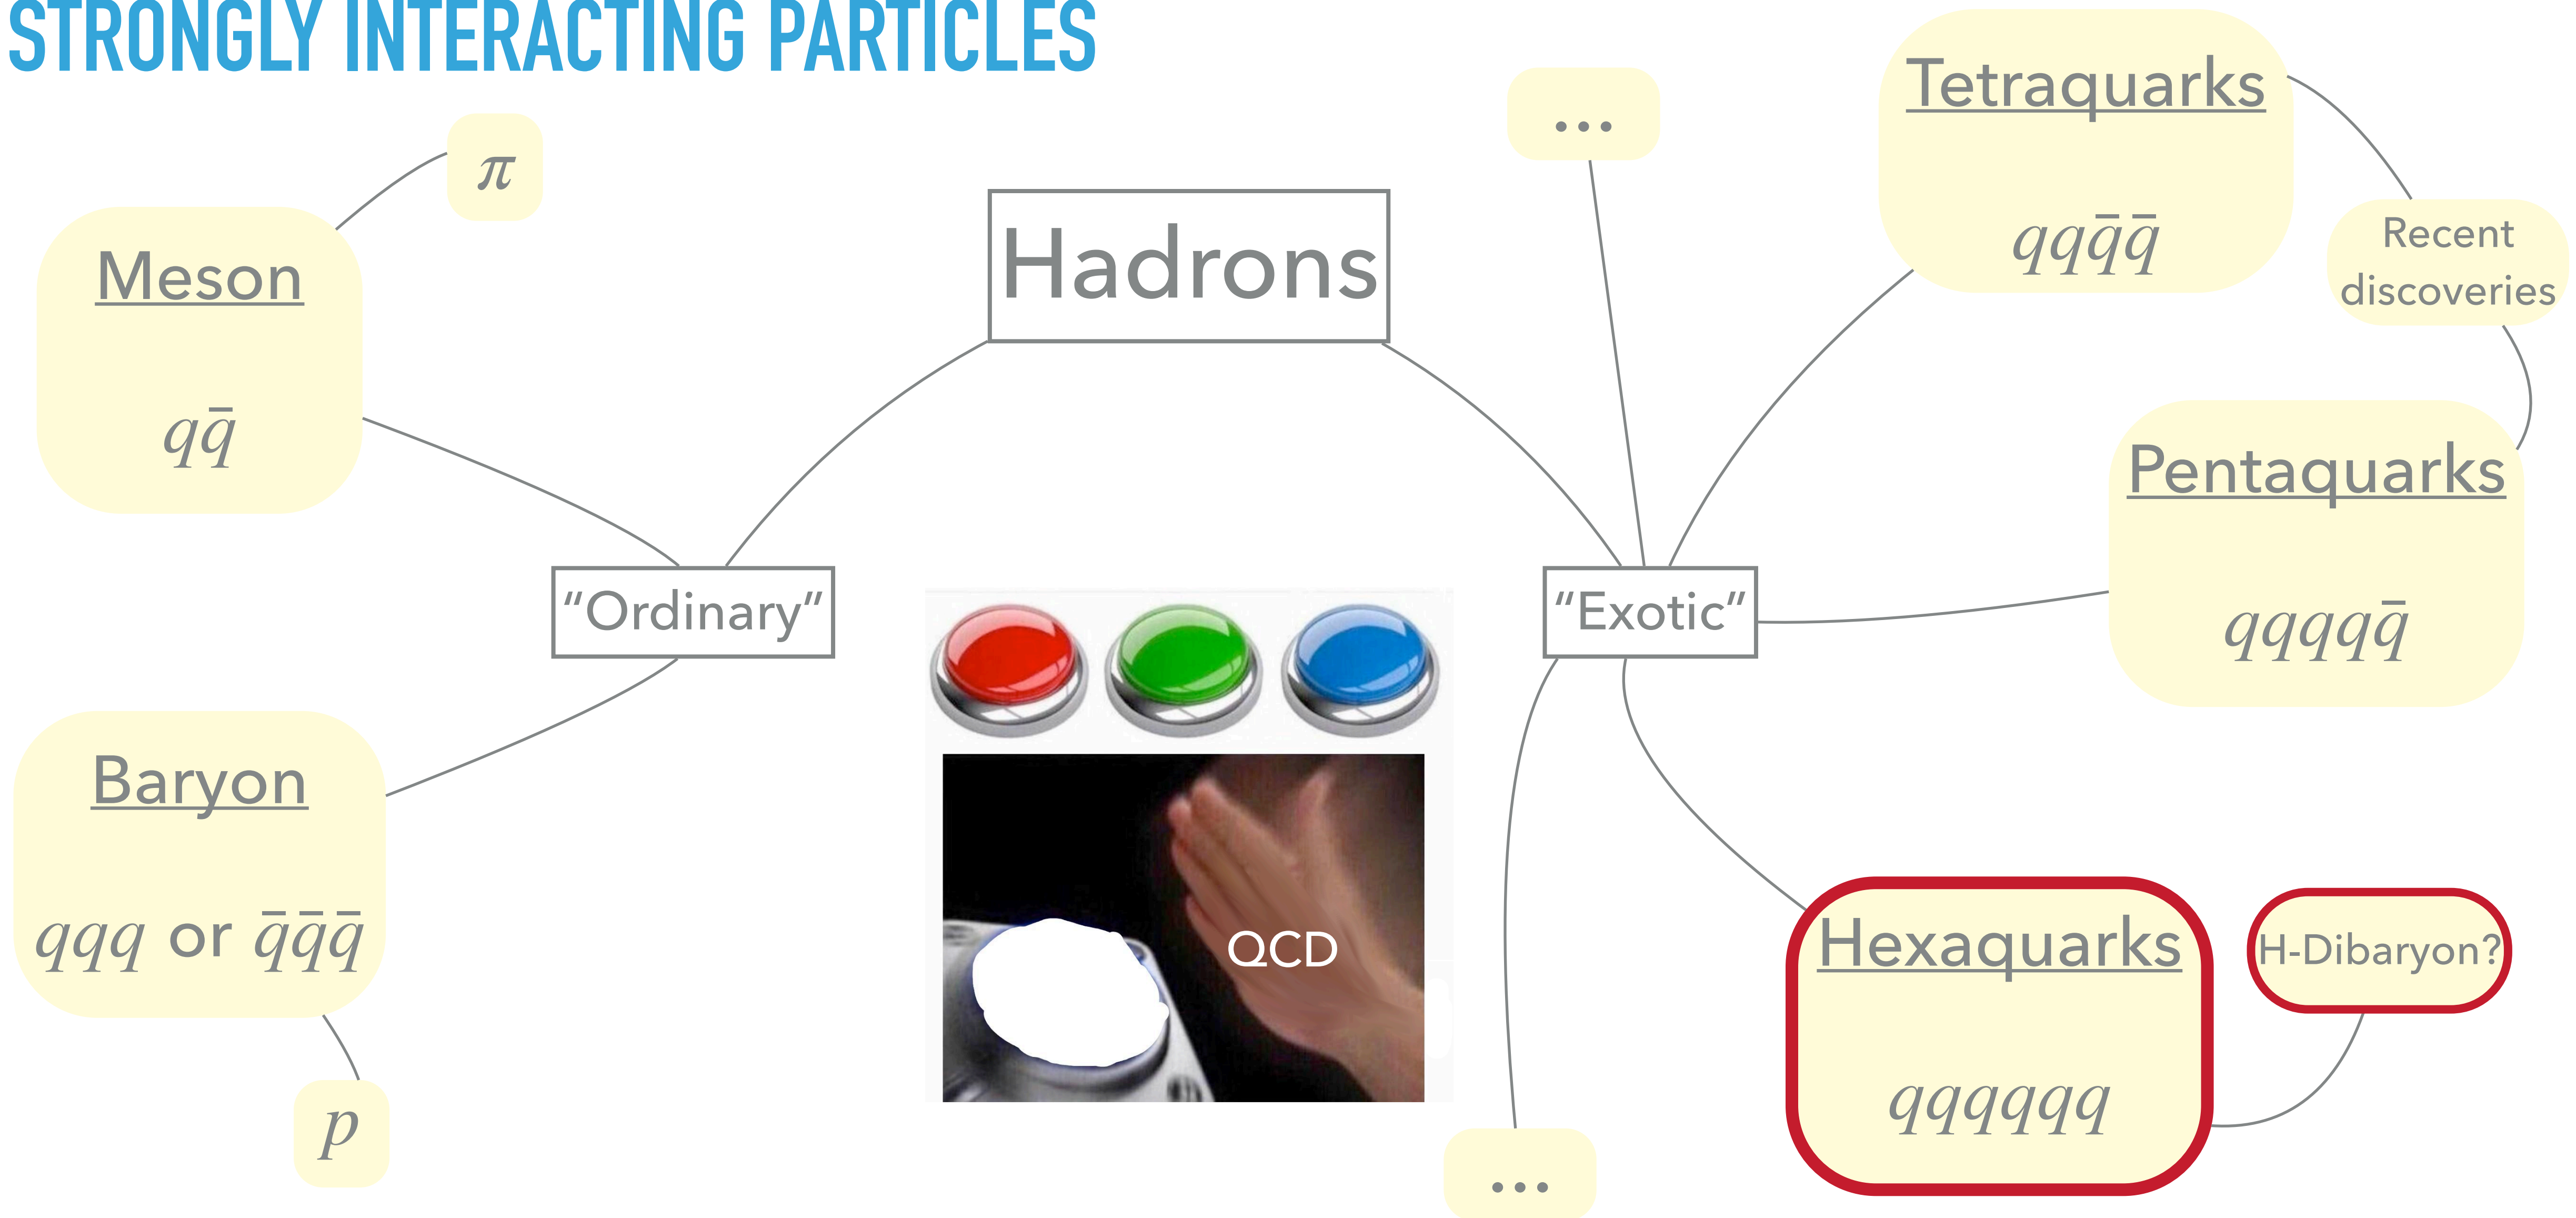 STRONGLY INTERACTING PARTICLES
π
Meson
qq̄
Baryon
qqq or q̄q̄q̄
p
Hadrons
“Ordinary”
“Exotic”
...
Tetraquarks
qqq̄q̄
Recent
discoveries
Pentaquarks
qqqqq̄
QCD
Hexaquarks
qqqqqq
H-Dibaryon?
...